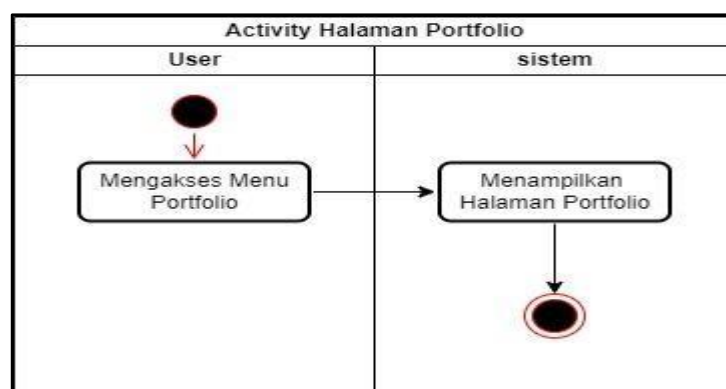 Activity Halaman Portfolio
User
sistem
Mengakses Menu
Portfolio
Menampilkan
Halaman Portfolio